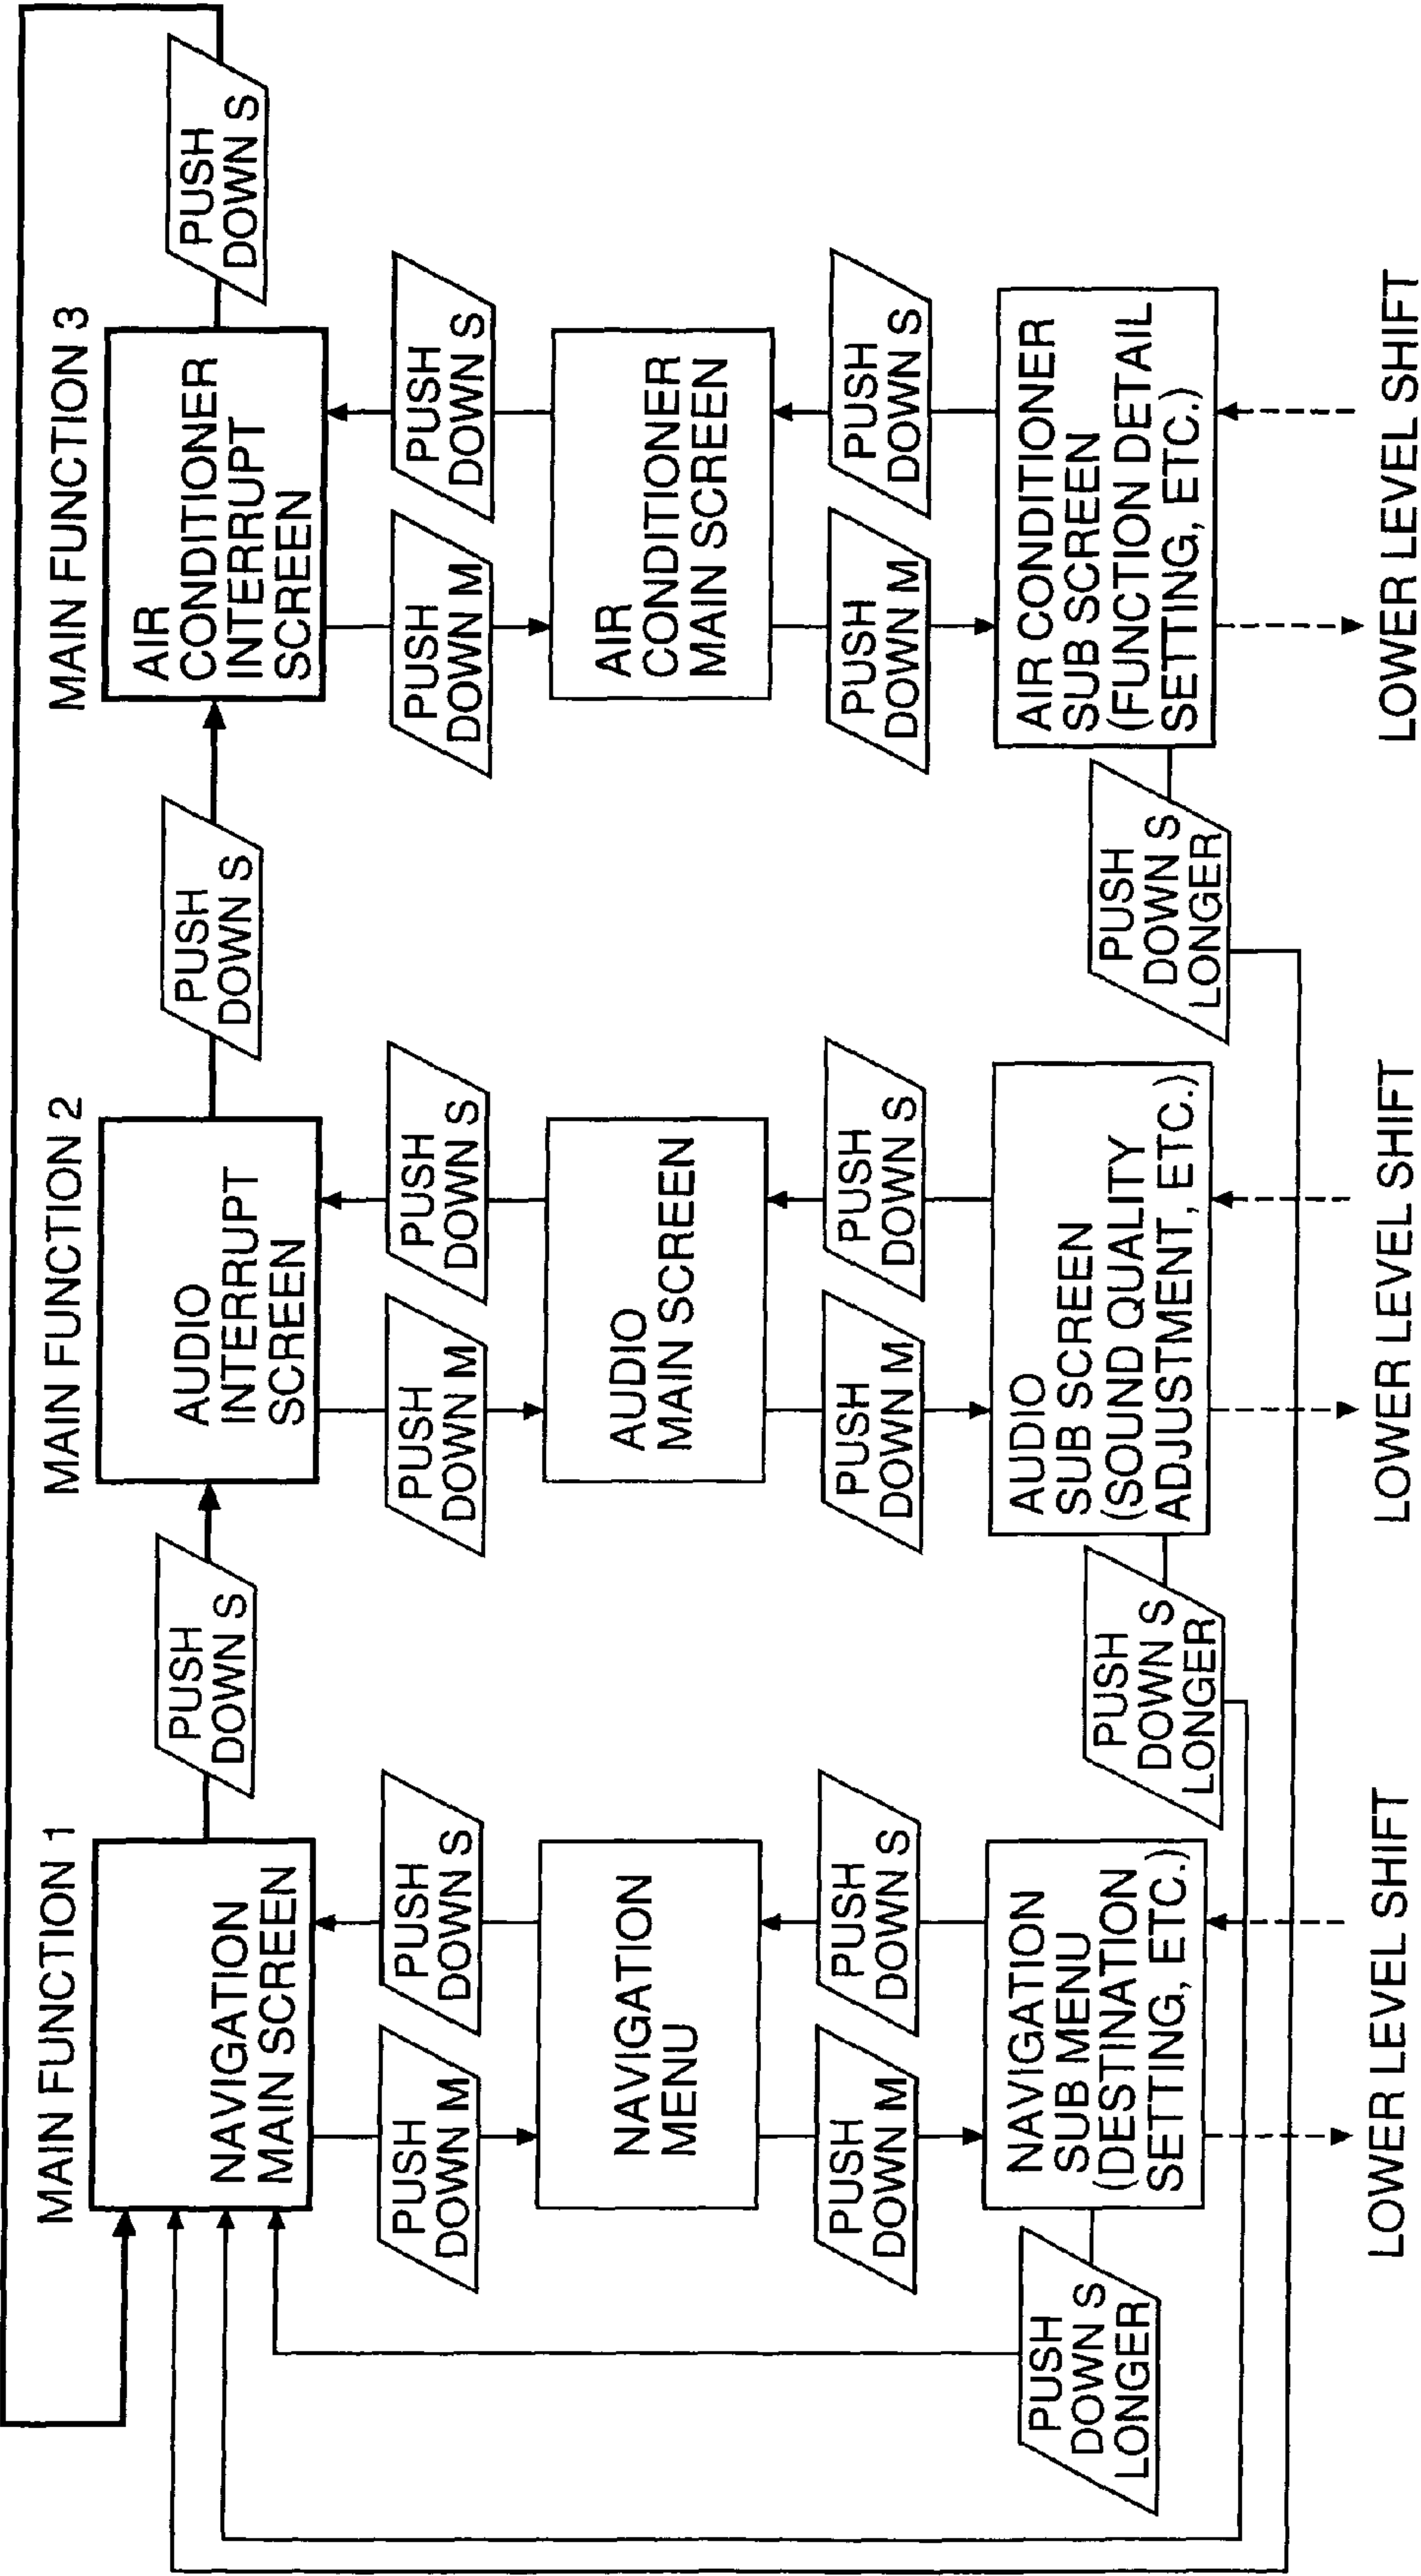 MAIN FUNCTION 1
NAVIGATION
MAIN SCREEN
PUSH
DOWN S
MAIN FUNCTION 2
AUDIO
INTERRUPT
SCREEN
PUSH
DOWN S
MAIN FUNCTION 3
AIR
CONDITIONER
INTERRUPT
SCREEN
PUSH
DOWN S
PUSH
DOWN M
PUSH
DOWN S
PUSH
DOWN M
PUSH
DOWN S
PUSH
DOWN M
PUSH
DOWN S
NAVIGATION
MENU
AUDIO
MAIN SCREEN
AIR
CONDITIONER
MAIN SCREEN
PUSH
DOWN M
PUSH
DOWN S
PUSH
DOWN M
PUSH
DOWN S
PUSH
DOWN M
PUSH
DOWN S
PUSH
DOWN S
LONGER
NAVIGATION
SUB MENU
(DESTINATION
SETTING, ETC.)
PUSH
DOWN S
LONGER
AUDIO
SUB SCREEN
(SOUND QUALITY
ADJUSTMENT, ETC.)
PUSH
DOWN S
LONGER
AIR CONDITIONER
SUB SCREEN
(FUNCTION DETAIL
SETTING, ETC.)
LOWER LEVEL SHIFT
LOWER LEVEL SHIFT
LOWER LEVEL SHIFT